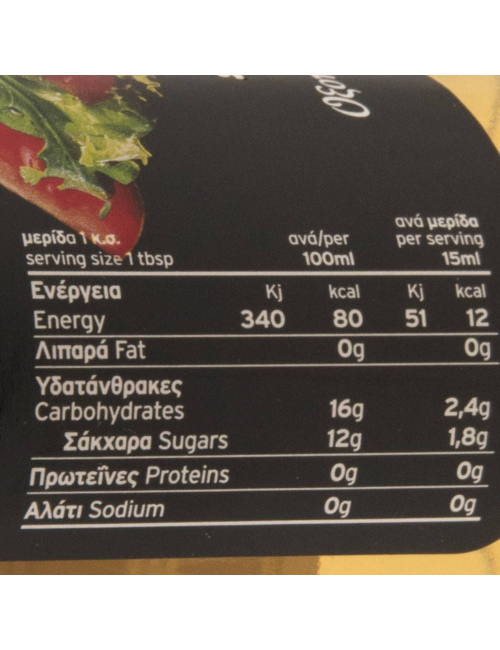 μερίδα 1 κ.σ.
serving size 1 tbsp
ανά/per
100ml
ανά μερίδα
per serving
15ml
Ενέργεια Kj kcal Kj kcal
Energy 340 80 51 12
Λιπαρά Fat 0g 0g
Υδατάνθρακες
Carbohydrates 16g 2,4g
Σάκχαρα Sugars 12g 1,8g
Πρωτεΐνες Proteins 0g 0g
Αλάτι Sodium 0g 0g